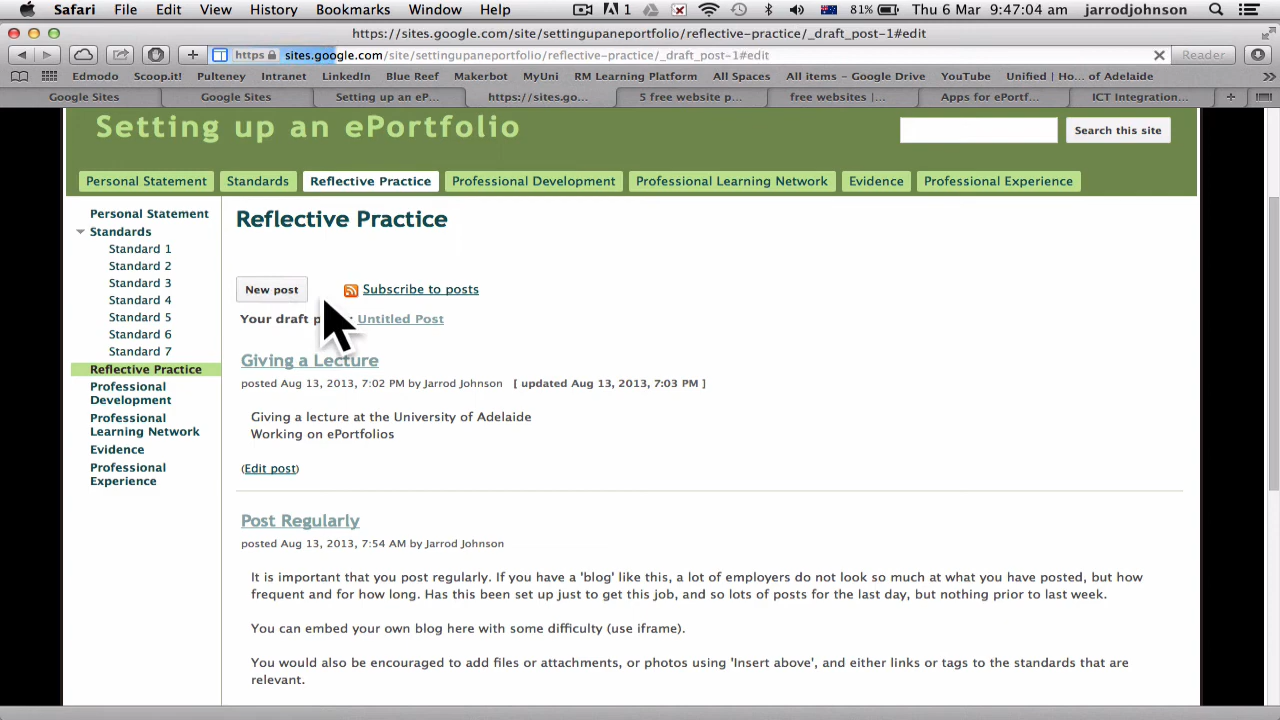 Safari File Edit View History Bookmarks Window Help 1 81% Thu 6 Mar 9:47:04 am jarrodjohnson
https://sites.google.com/site/settingupaneportfolio/reflective-practice/_draft_post-1#edit
https sites.google.com/site/settingupaneportfolio/reflective-practice/_draft_post-1#edit Reader
Edmodo Scoop.it! Pulteney Intranet LinkedIn Blue Reef Makerbot MyUni RM Learning Platform All Spces All items – Google Drive YouTube Unified | Ho... of Adelaide
Google Sites Google Sites Setting up an eP... https://sites.go... 5 free website p... free websites |... Apps for ePortf... ICT Integration...
Setting up an ePortfolio
Search this site
Personal Statement Standards Reflective Practice Professional Development Professional Learning Network Evidence Professional Experience
Personal Statement
Standards
Standard 1
Standard 2
Standard 3
Standard 4
Standard 5
Standard 6
Standard 7
Reflective Practice
Professional
Development
Professional
Learning Network
Evidence
Professional
Experience
Reflective Practice
New post Subscribe to posts
Your draft p : Untitled Post
Giving a Lecture
posted Aug 13, 2013, 7:02 PM by Jarrod Johnson [ updated Aug 13, 2013, 7:03 PM ]
Giving a lecture at the University of Adelaide
Working on ePortfolios
(Edit post)
Post Regularly
posted Aug 13, 2013, 7:54 AM by Jarrod Johnson
It is important that you post regularly. If you have a 'blog' like this, a lot of employers do not look so much at what you have posted, but how
frequent and for how long. Has this been set up just to get this job, and so lots of posts for the last day, but nothing prior to last week.
You can embed your own blog here with some difficulty (use iframe).
You would also be encouraged to add files or attachments, or photos using 'Insert above', and either links or tags to the standards that are
relevant.